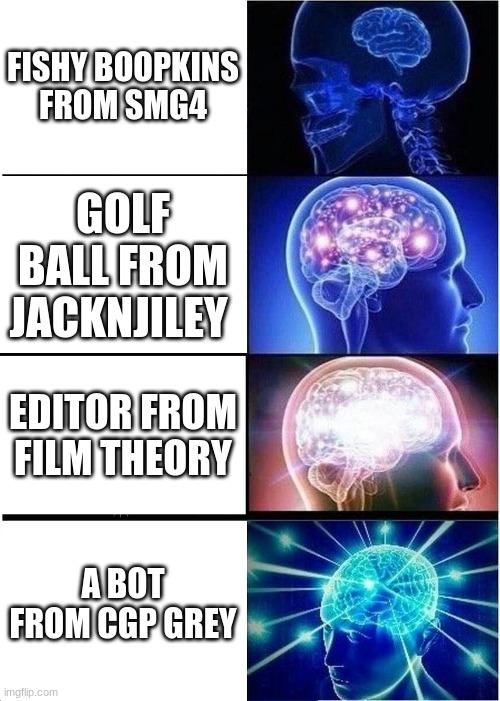 FISHY BOOPKINS
FROM SMG4
GOLF
BALL FROM
JACKNJILEY
EDITOR FROM
FILM THEORY
A BOT
FROM CGP GREY
imgflip.com